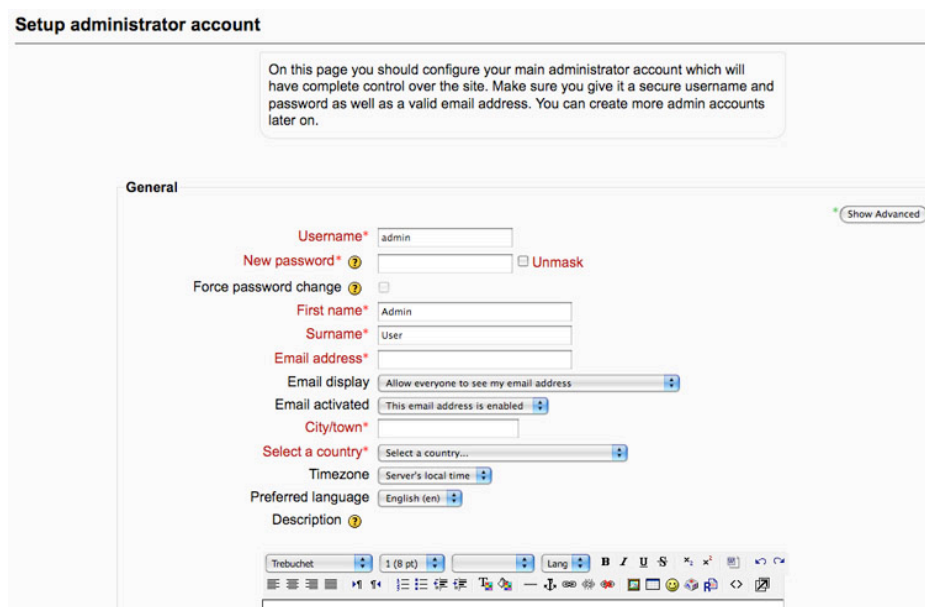 Setup administrator account
On this page you should configure your main administrator account which will
have complete control over the site. Make sure you give it a secure username and
password as well as a valid email address. You can create more admin accounts
later on.
General
* Show Advanced
Username* admin
New password* ? Unmask
Force password change ?
First name* Admin
Surname* User
Email address*
Email display Allow everyone to see my email address
Email activated This email address is enabled
City/town*
Select a country* Select a country...
Timezone Server's local time
Preferred language English (en)
Description ?
Trebuchet 1 (8 pt) Lang B I U S x₂ x²